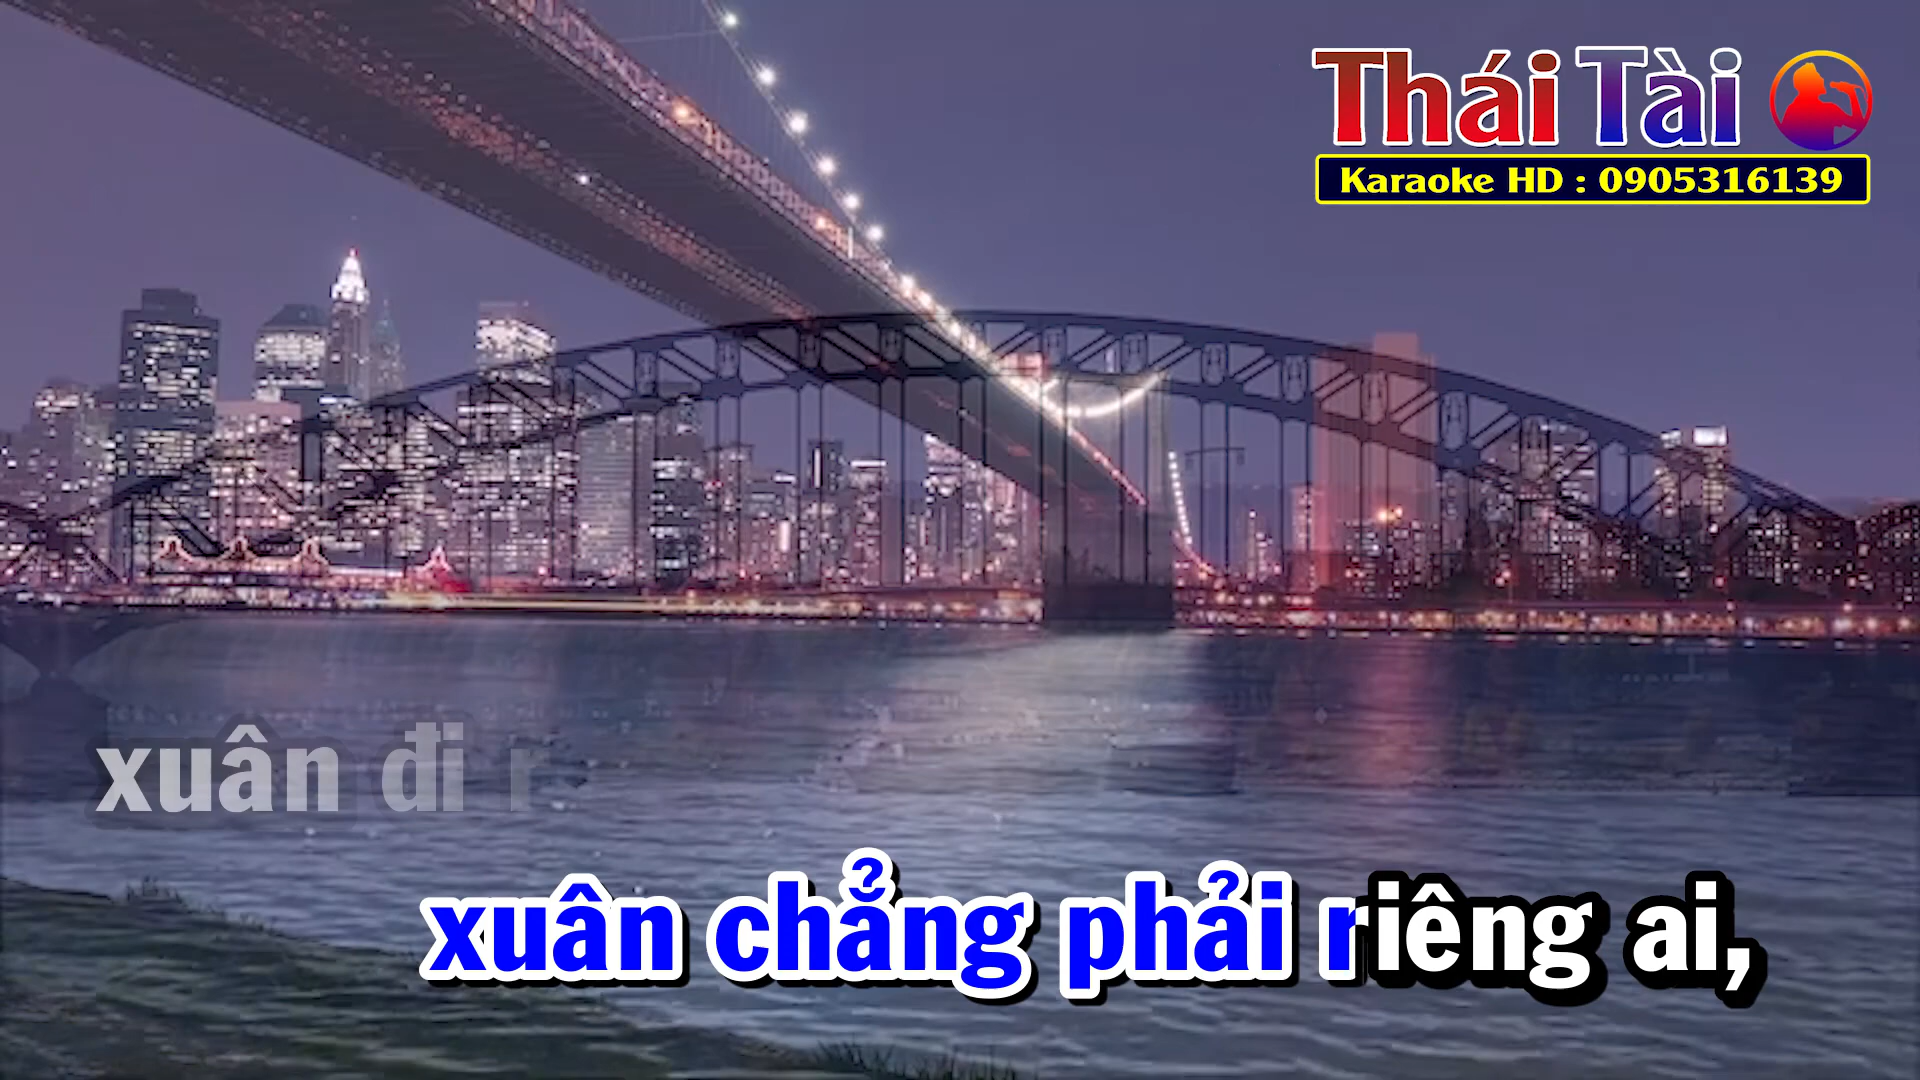 Thái Tài
Karaoke HD : 0905316139
xuân đi
xuân chẳng phải riêng ai,